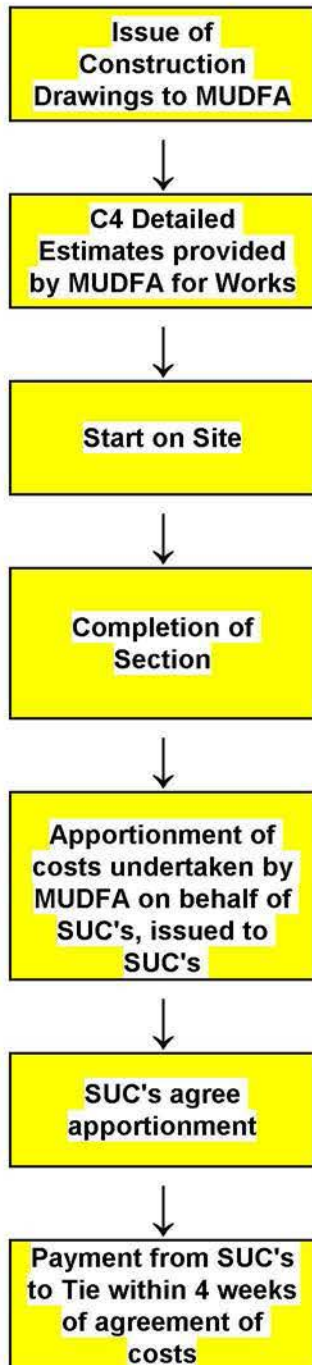 Issue of
Construction
Drawings to MUDFA
C4 Detailed
Estimates provided
by MUDFA for Works
Start on Site
Completion of
Section
Apportionment of
costs undertaken by
MUDFA on behalf of
SUC's, issued to
SUC's
SUC's agree
apportionment
Payment from SUC's
to Tie within 4 weeks
of agreement of
costs